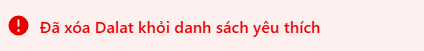 Đã xóa Dalat khỏi danh sách yêu thích